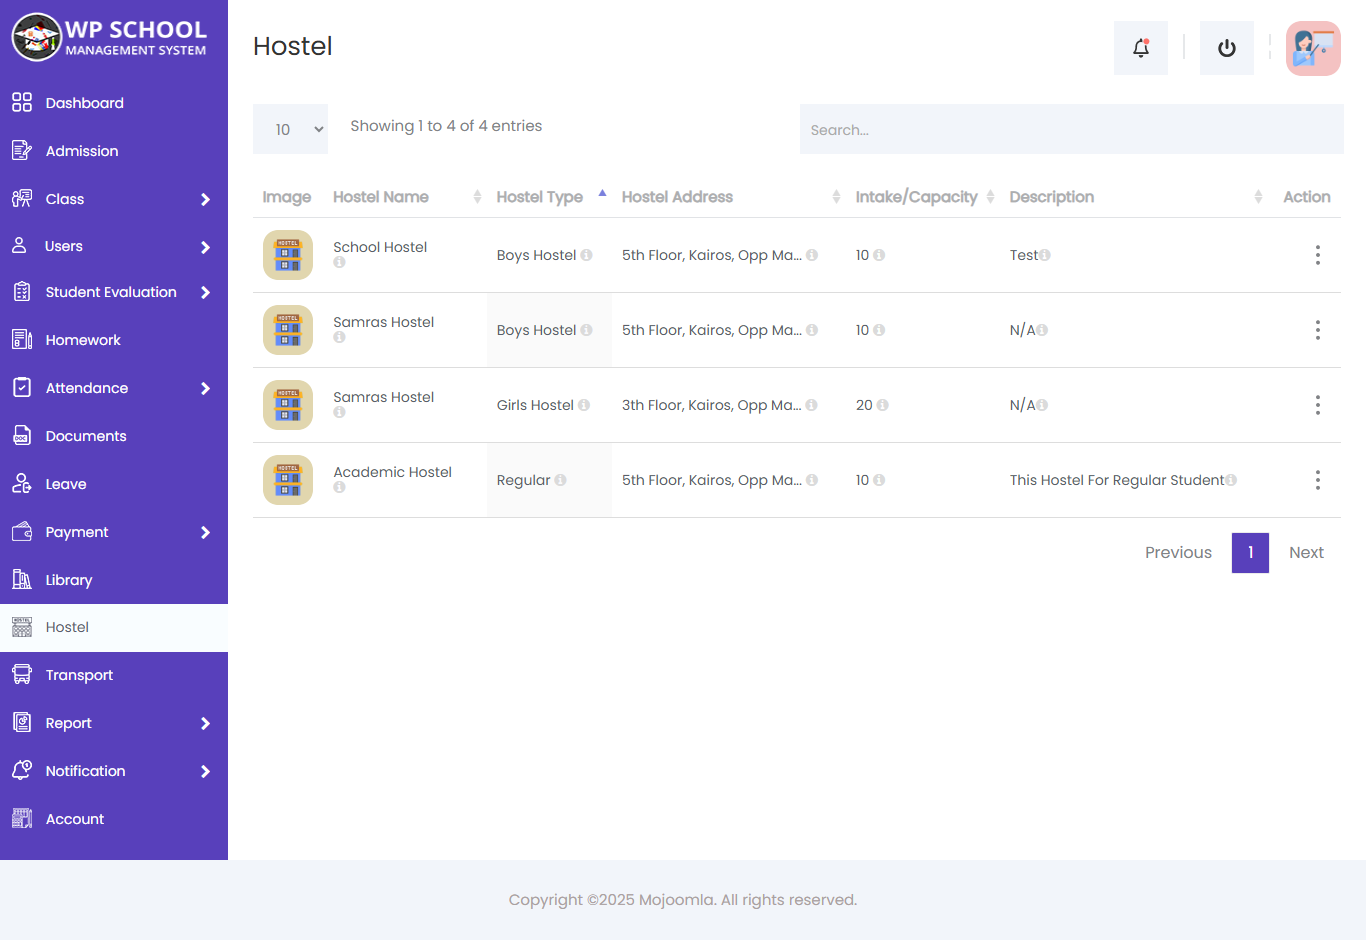 WP SCHOOL
MANAGEMENT SYSTEM
Dashboard
Admission
Class
Users
Student Evaluation
Homework
Attendance
Documents
Leave
Payment
Library
Hostel
Transport
Report
Notification
Account
Hostel
10 Showing 1 to 4 of 4 entries Search...
Image Hostel Name Hostel Type Hostel Address Intake/Capacity Description Action
HOSTEL School Hostel Boys Hostel 5th Floor, Kairos, Opp Ma... 10 Test
HOSTEL Samras Hostel Boys Hostel 5th Floor, Kairos, Opp Ma... 10 N/A
HOSTEL Samras Hostel Girls Hostel 3th Floor, Kairos, Opp Ma... 20 N/A
HOSTEL Academic Hostel Regular 5th Floor, Kairos, Opp Ma... 10 This Hostel For Regular Student
Previous 1 Next
Copyright ©2025 Mojoomla. All rights reserved.